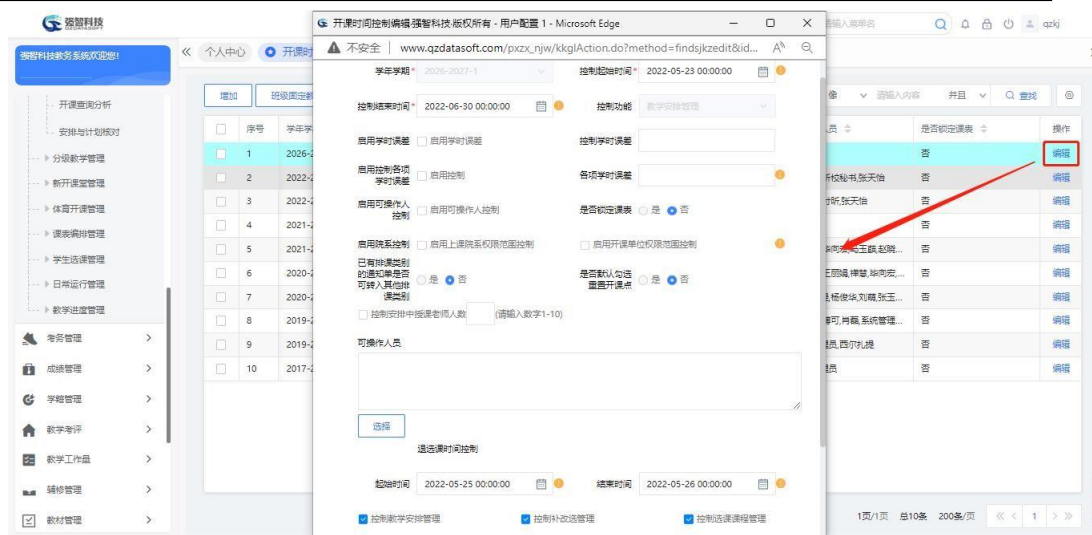 强智科技
QZDATASOFT
强智科技教务系统欢迎您!
开课查询分析
安排与计划核对
分级教学管理
新开课堂管理
体育开课管理
课表编排管理
学生选课管理
日常运行管理
教学进度管理
考务管理
成绩管理
学籍管理
教学考评
教学工作量
辅修管理
教材管理
个人中心
开课时
增加
序号 学年学
1 2026-2
2 2022-2
3 2022-2
4 2021-2
5 2021-2
6 2020-2
7 2020-2
8 2019-2
9 2019-2
10 2017-2
开课时间控制编辑-强智科技-版权所有 - 用户配置 1 - Microsoft Edge
不安全 | www.qzdatasoft.com/pxzx_njw/kkglAction.do?method=findsjkzedit&id...
学年学期* 2026-2027-1 控制起始时间* 2022-05-23 00:00:00
控制结束时间* 2022-06-30 00:00:00 控制功能 教学安排管理
启用学时误差 启用学时误差 控制学时误差
启用控制各项学时误差 启用控制 各项学时误差
启用可操作人控制 启用可操作人控制 是否锁定课表 是 否
启用院系控制 启用上课院系权限范围控制 启用开课单位权限范围控制
已有排课类别的通知单是否可转入其他排课类别 是 否 是否默认勾选重置开课点 是 否
控制安排中授课老师人数 (请输入数字1-10)
可操作人员
选择
退选课时间控制
起始时间 2022-05-25 00:00:00 结束时间 2022-05-26 00:00:00
控制教学安排管理 控制补改选管理 控制选课课程管理
qzkj
请输入内容 并且 查找
是否锁定课表 操作
否 编辑
否 编辑
张天怡 否 编辑
否 编辑
否 编辑
否 编辑
杨俊华,刘萌,张玉... 否 编辑
肖磊,系统管理... 否 编辑
西尔扎提 否 编辑
否 编辑
1页/1页 总10条 200条/页 1